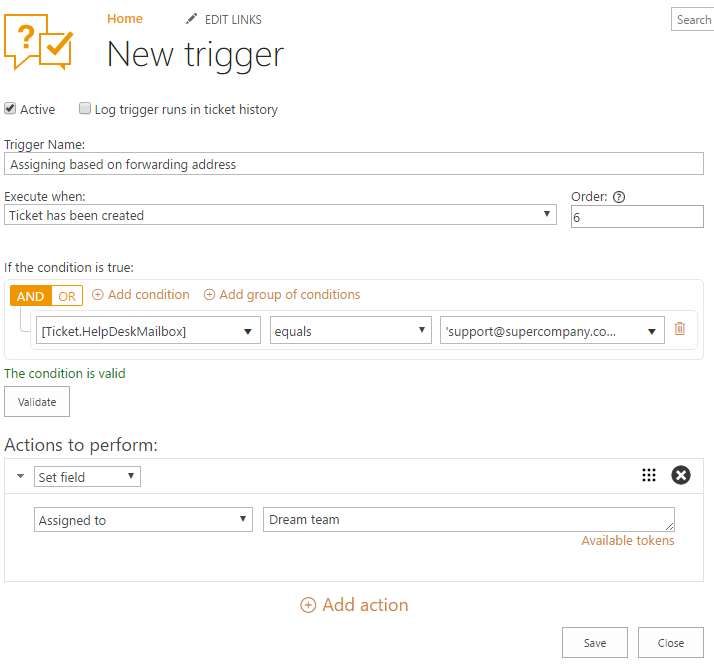 Home EDIT LINKS Search
New trigger
Active Log trigger runs in ticket history
Trigger Name:
Assigning based on forwarding address
Execute when: Order: ?
Ticket has been created 6
If the condition is true:
AND OR Add condition Add group of conditions
[Ticket.HelpDeskMailbox] equals 'support@supercompany.co...
The condition is valid
Validate
Actions to perform:
Set field
Assigned to Dream team
Available tokens
Add action
Save Close